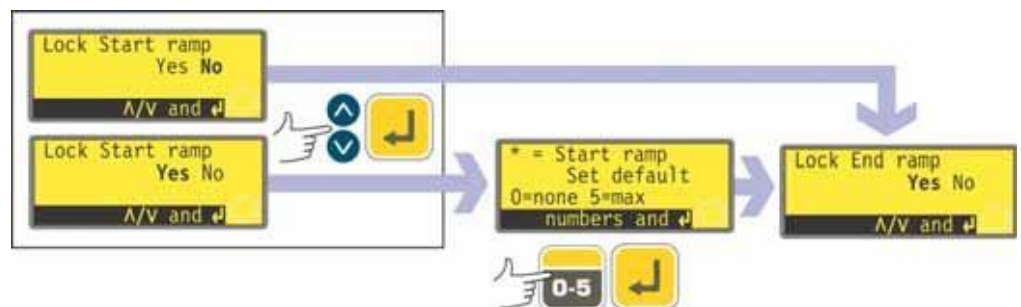 Lock Start ramp
Yes No
∧/∨ and ↵
Lock Start ramp
Yes No
∧/∨ and ↵
* = Start ramp
Set default
0=none 5=max
numbers and ↵
0-5
Lock End ramp
Yes No
∧/∨ and ↵